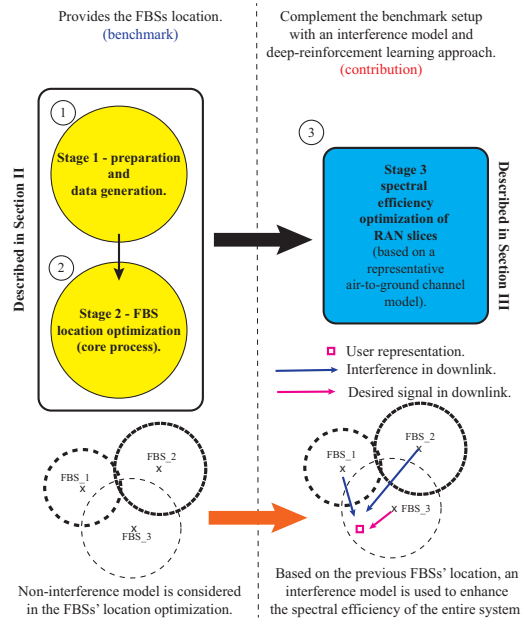 Provides the FBSs location.
(benchmark)
Complement the benchmark setup
with an interference model and
deep-reinforcement learning approach.
(contribution)
Described in Section II
1
Stage 1 - preparation
and
data generation.
2
Stage 2 - FBS
location optimization
(core process).
3
Stage 3
spectral
efficiency
optimization of
RAN slices
(based on a
representative
air-to-ground channel
model).
Described in Section III
User representation.
Interference in downlink.
Desired signal in downlink.
FBS_1
x
FBS_2
x
x
FBS_3
FBS_1
x
FBS_2
x
x
FBS_3
Non-interference model is considered
in the FBSs' location optimization.
Based on the previous FBSs' location, an
interference model is used to enhance
the spectral efficiency of the entire system